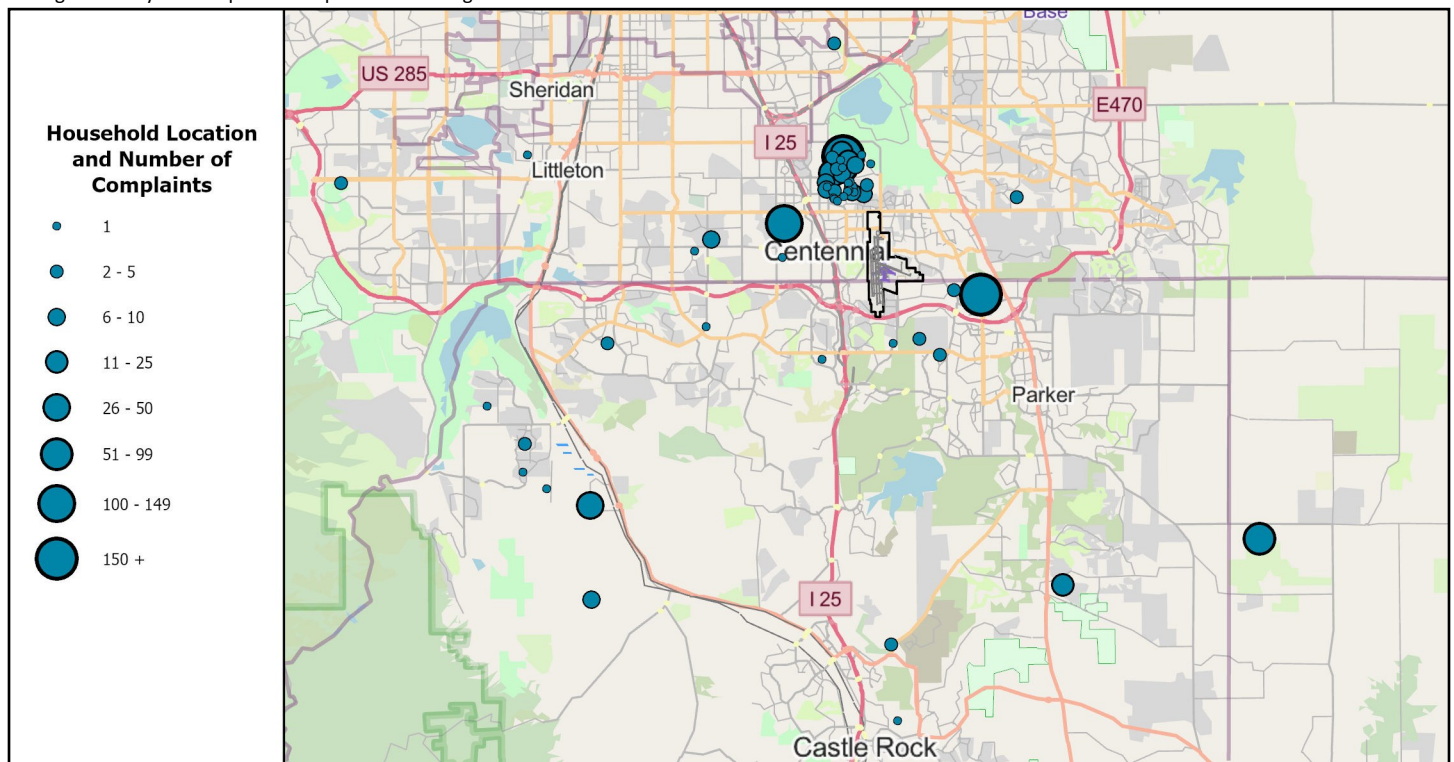 Household Location
and Number of
Complaints
1
2 - 5
6 - 10
11 - 25
26 - 50
51 - 99
100 - 149
150 +
Base
US 285
Sheridan
E470
I 25
Littleton
Centennial
Parker
I 25
Castle Rock